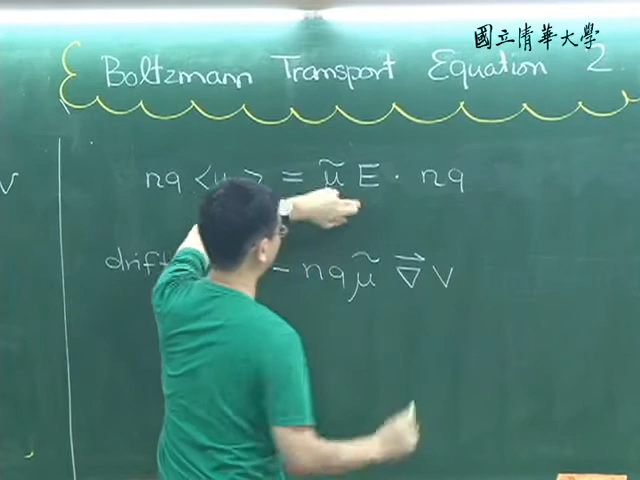 國立清華大學
Boltzmann Transport Equation 2
V
nq < > = μ̃ E · nq
drift - nq μ̃ ∇⃗ V